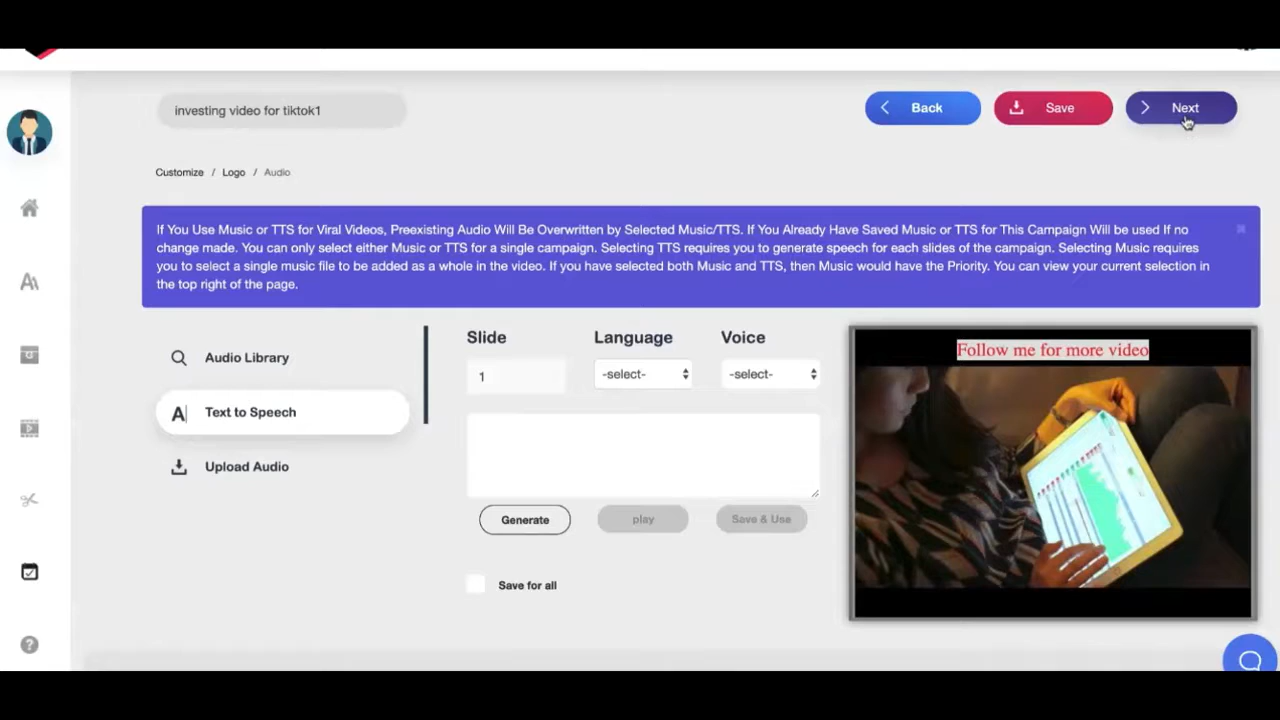 investing video for tiktok1
Back
Save
Next
Customize / Logo / Audio
If You Use Music or TTS for Viral Videos, Preexisting Audio Will Be Overwritten by Selected Music/TTS. If You Already Have Saved Music or TTS for This Campaign Will be used If no
change made. You can only select either Music or TTS for a single campaign. Selecting TTS requires you to generate speech for each slides of the campaign. Selecting Music requires
you to select a single music file to be added as a whole in the video. If you have selected both Music and TTS, then Music would have the Priority. You can view your current selection in
the top right of the page.
Audio Library
Text to Speech
Upload Audio
Slide
Language
Voice
1
-select-
-select-
Generate
play
Save & Use
Save for all
Follow me for more video